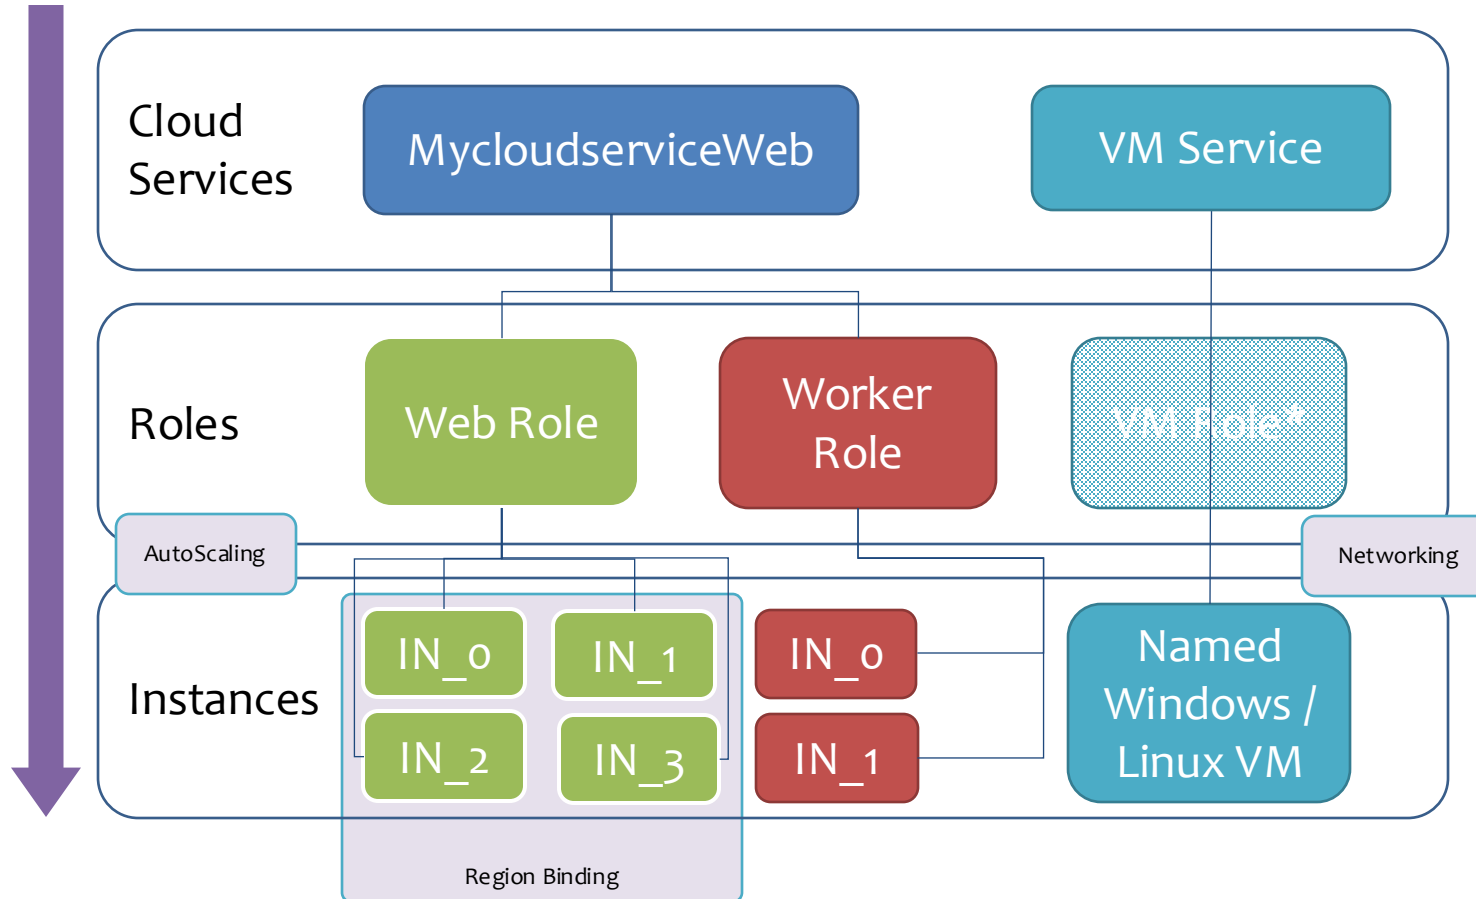 Cloud
Services
MycloudserviceWeb
VM Service
Roles
Web Role
Worker
Role
VM Role*
AutoScaling
Networking
Instances
IN_0
IN_1
IN_2
IN_3
IN_0
IN_1
Named
Windows /
Linux VM
Region Binding